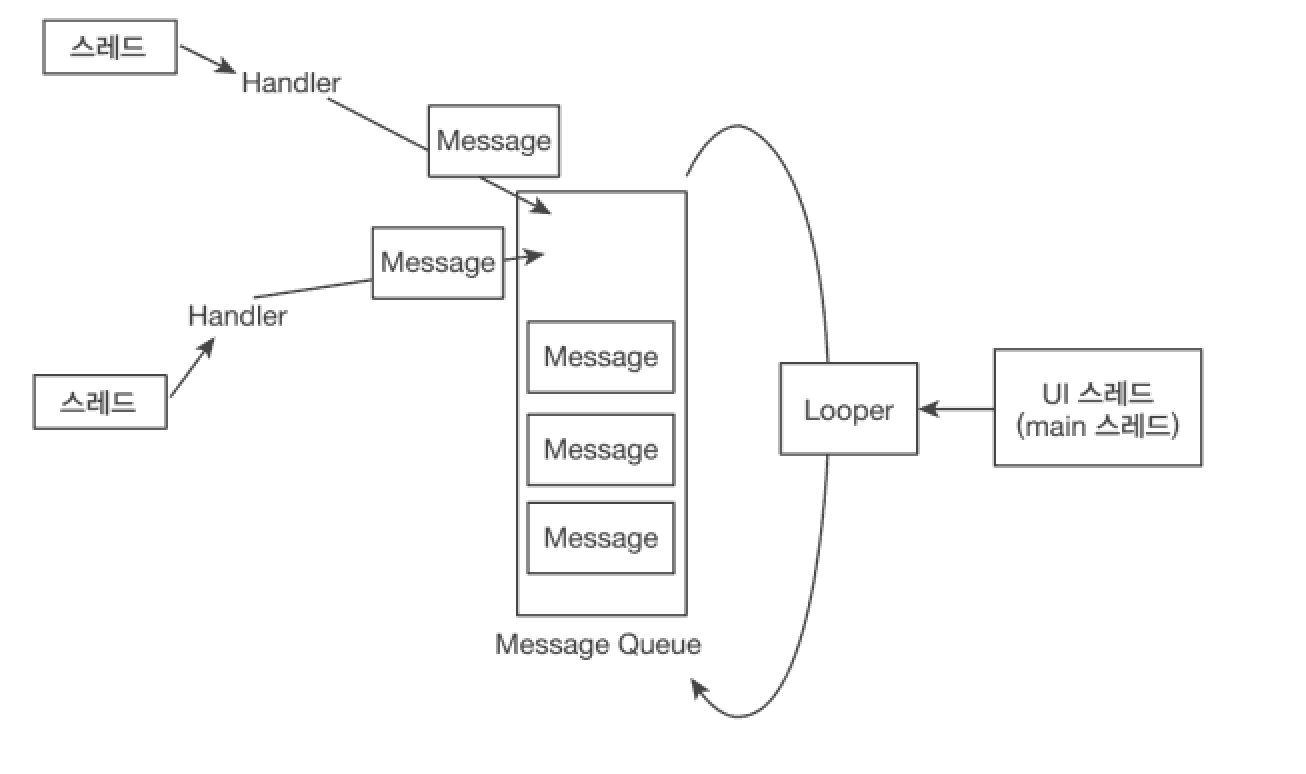 스레드
Handler
Message
Message
Handler
스레드
Message
Message
Message
Message Queue
Looper
UI 스레드
(main 스레드)